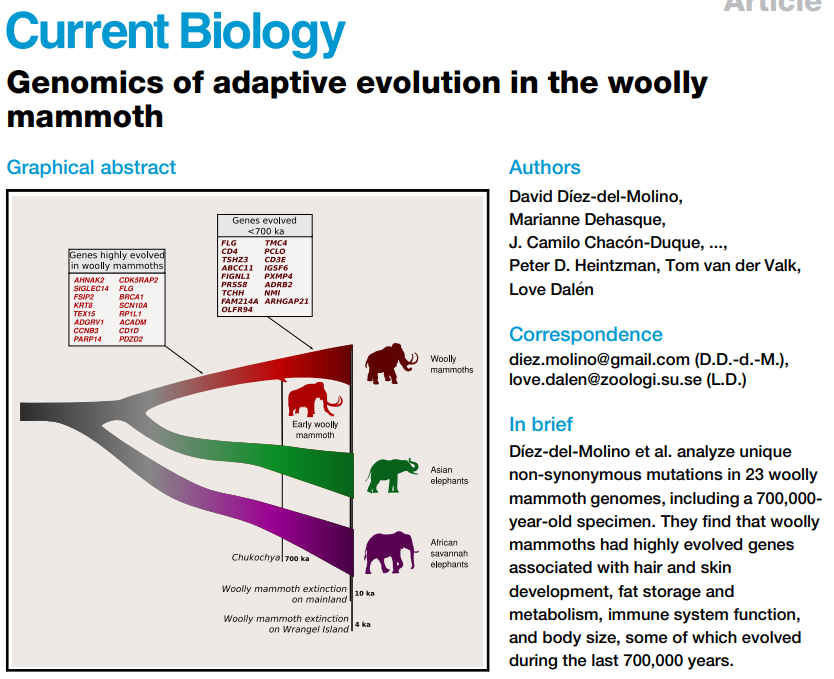 Article
Current Biology
Genomics of adaptive evolution in the woolly
mammoth
Graphical abstract
Genes highly evolved
in woolly mammoths
AHNAK2 CDK5RAP2
SIGLEC14 FLG
FSIP2 BRCA1
KRT8 SCN10A
TEX15 RP1L1
ADGRV1 ACADM
CCNB3 CD1D
PARP14 PDZD2
Genes evolved
<700 ka
FLG TMC4
CD4 PCLO
TSHZ3 CD3E
ABCC11 IGSF6
FIGNL1 PXMP4
PRSS8 ADRB2
TCHH NMI
FAM214A ARHGAP21
OLFR94
Woolly
mammoths
Early woolly
mammoth
Asian
elephants
African
savannah
elephants
Chukochya 700 ka
Woolly mammoth extinction
on mainland 10 ka
Woolly mammoth extinction
on Wrangel Island 4 ka
Authors
David Díez-del-Molino,
Marianne Dehasque,
J. Camilo Chacón-Duque, ...,
Peter D. Heintzman, Tom van der Valk,
Love Dalén
Correspondence
diez.molino@gmail.com (D.D.-d.-M.),
love.dalen@zoologi.su.se (L.D.)
In brief
Díez-del-Molino et al. analyze unique
non-synonymous mutations in 23 woolly
mammoth genomes, including a 700,000-
year-old specimen. They find that woolly
mammoths had highly evolved genes
associated with hair and skin
development, fat storage and
metabolism, immune system function,
and body size, some of which evolved
during the last 700,000 years.